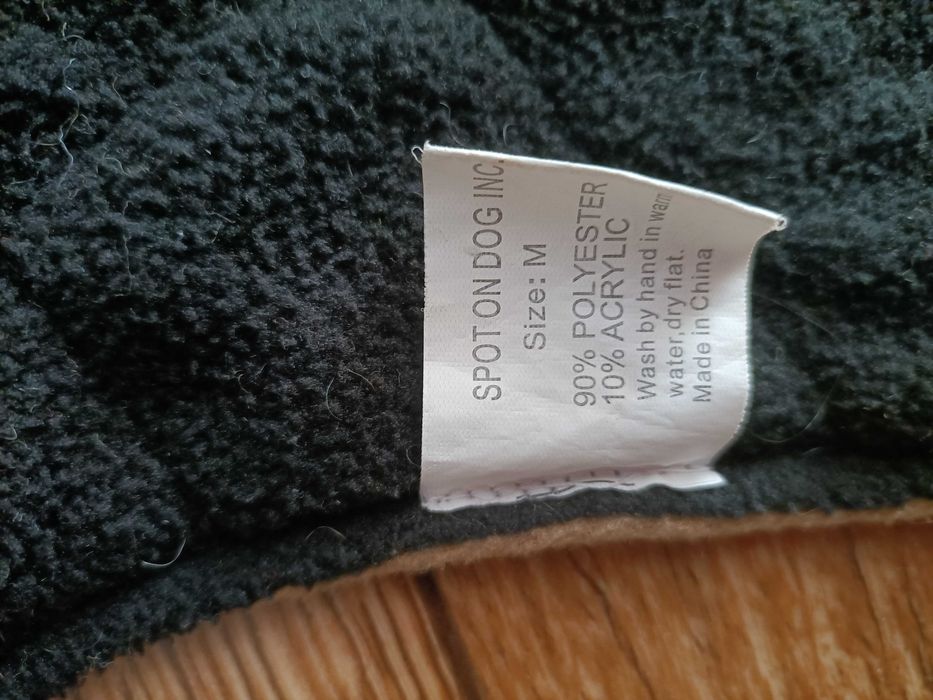 SPOT ON DOG INC.
Size: M
90% POLYESTER
10% ACRYLIC
Wash by hand in warm
water,dry flat.
Made in China